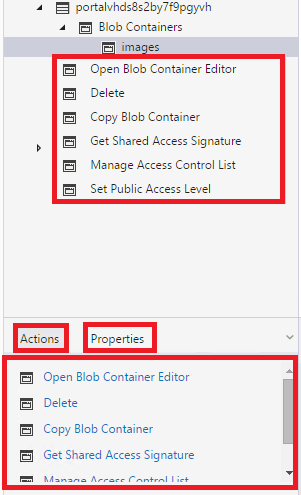 portalvhds8s2by7f9pgyvh
Blob Containers
images
Open Blob Container Editor
Delete
Copy Blob Container
Get Shared Access Signature
Manage Access Control List
Set Public Access Level
Actions Properties
Open Blob Container Editor
Delete
Copy Blob Container
Get Shared Access Signature
Manage Access Control List